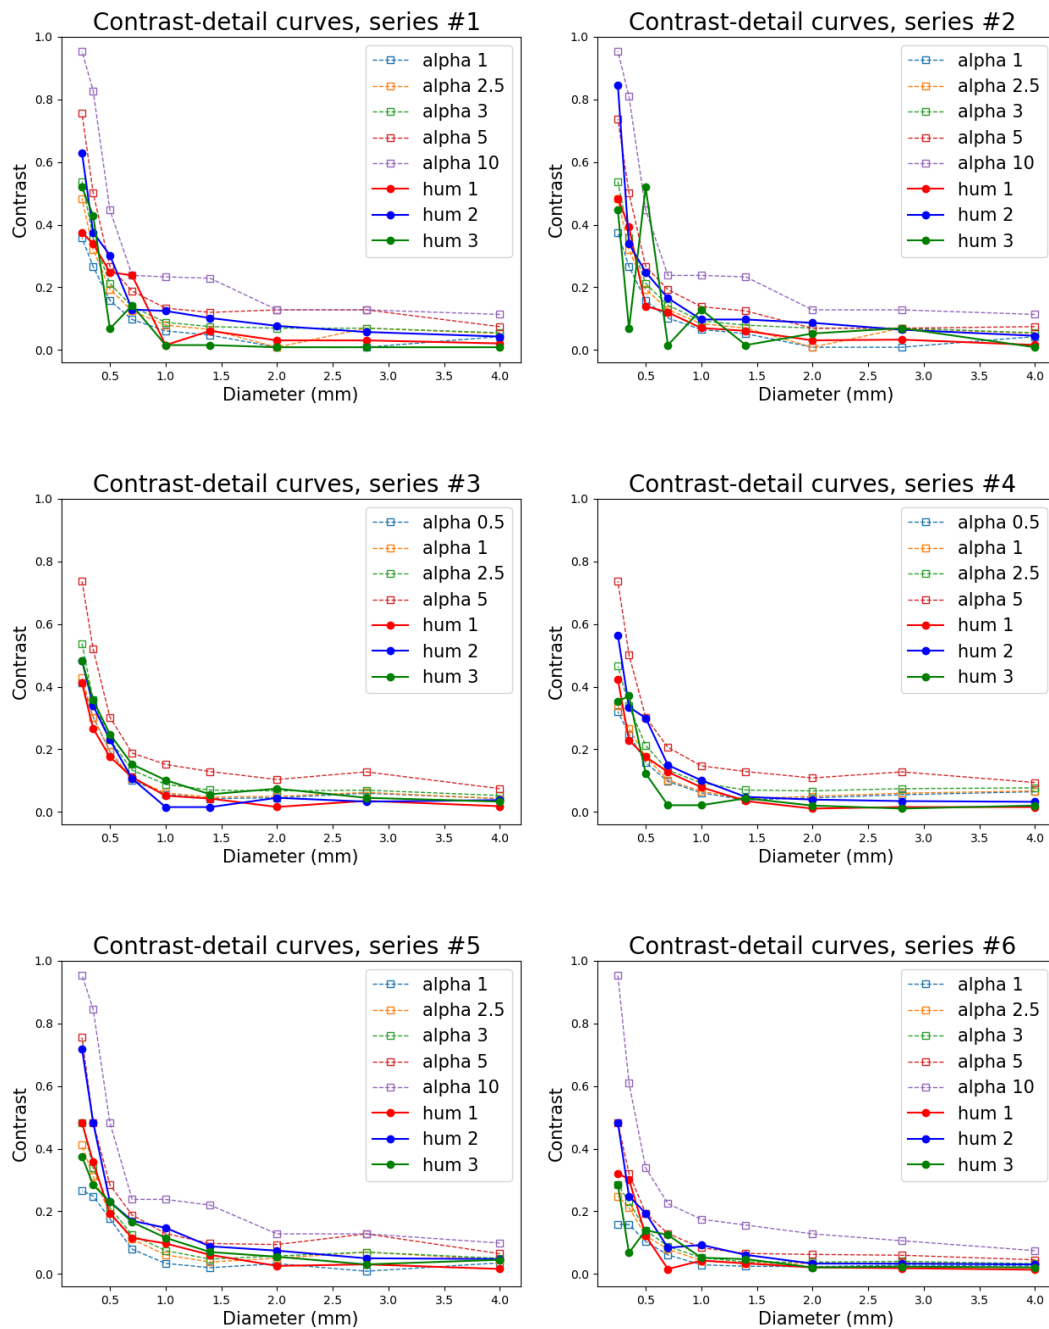 Contrast-detail curves, series #1
1.0
0.8
0.6
0.4
0.2
0.0
Contrast
alpha 1
alpha 2.5
alpha 3
alpha 5
alpha 10
hum 1
hum 2
hum 3
0.5 1.0 1.5 2.0 2.5 3.0 3.5 4.0
Diameter (mm)
Contrast-detail curves, series #2
1.0
0.8
0.6
0.4
0.2
0.0
Contrast
alpha 1
alpha 2.5
alpha 3
alpha 5
alpha 10
hum 1
hum 2
hum 3
0.5 1.0 1.5 2.0 2.5 3.0 3.5 4.0
Diameter (mm)
Contrast-detail curves, series #3
1.0
0.8
0.6
0.4
0.2
0.0
Contrast
alpha 0.5
alpha 1
alpha 2.5
alpha 5
hum 1
hum 2
hum 3
0.5 1.0 1.5 2.0 2.5 3.0 3.5 4.0
Diameter (mm)
Contrast-detail curves, series #4
1.0
0.8
0.6
0.4
0.2
0.0
Contrast
alpha 0.5
alpha 1
alpha 2.5
alpha 5
hum 1
hum 2
hum 3
0.5 1.0 1.5 2.0 2.5 3.0 3.5 4.0
Diameter (mm)
Contrast-detail curves, series #5
1.0
0.8
0.6
0.4
0.2
0.0
Contrast
alpha 1
alpha 2.5
alpha 3
alpha 5
alpha 10
hum 1
hum 2
hum 3
0.5 1.0 1.5 2.0 2.5 3.0 3.5 4.0
Diameter (mm)
Contrast-detail curves, series #6
1.0
0.8
0.6
0.4
0.2
0.0
Contrast
alpha 1
alpha 2.5
alpha 3
alpha 5
alpha 10
hum 1
hum 2
hum 3
0.5 1.0 1.5 2.0 2.5 3.0 3.5 4.0
Diameter (mm)